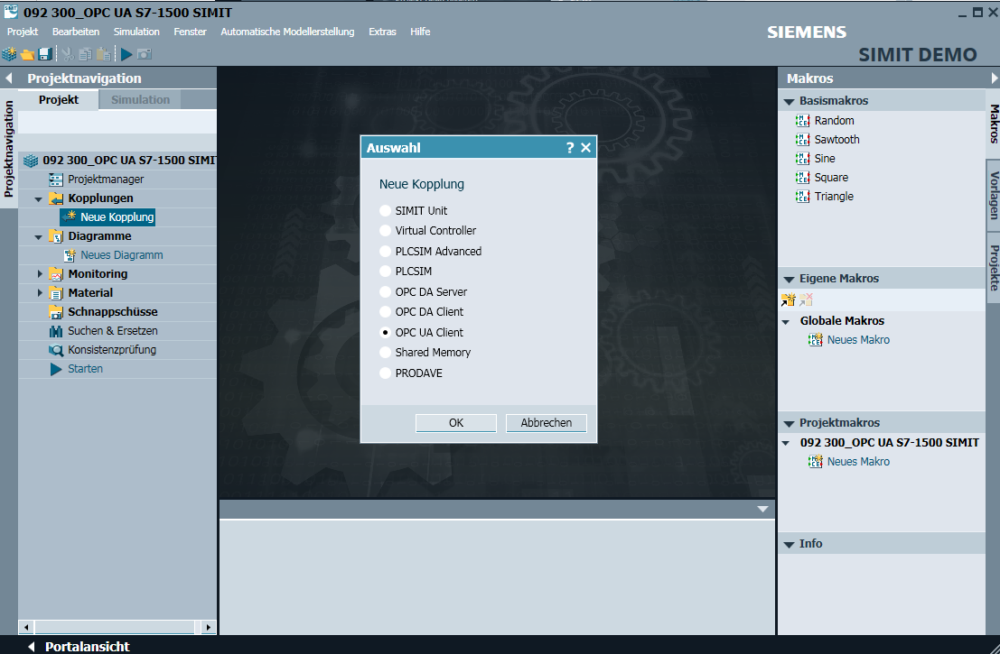 092 300_OPC UA S7-1500 SIMIT
Projekt Bearbeiten Simulation Fenster Automatische Modellerstellung Extras Hilfe
SIEMENS
SIMIT DEMO
Projektnavigation
Projekt Simulation
Projektnavigation
092 300_OPC UA S7-1500 SIMI
Projektmanager
Kopplungen
Neue Kopplung
Diagramme
Neues Diagramm
Monitoring
Material
Schnappschüsse
Suchen & Ersetzen
Konsistenzprüfung
Starten
Auswahl ?
Neue Kopplung
SIMIT Unit
Virtual Controller
PLCSIM Advanced
PLCSIM
OPC DA Server
OPC DA Client
OPC UA Client
Shared Memory
PRODAVE
OK Abbrechen
Makros
Basismakros
Random
Sawtooth
Sine
Square
Triangle
Eigene Makros
Globale Makros
Neues Makro
Projektmakros
092 300_OPC UA S7-1500 SIMIT
Neues Makro
Info
Makros
Vorlagen
Projekte
Portalansicht